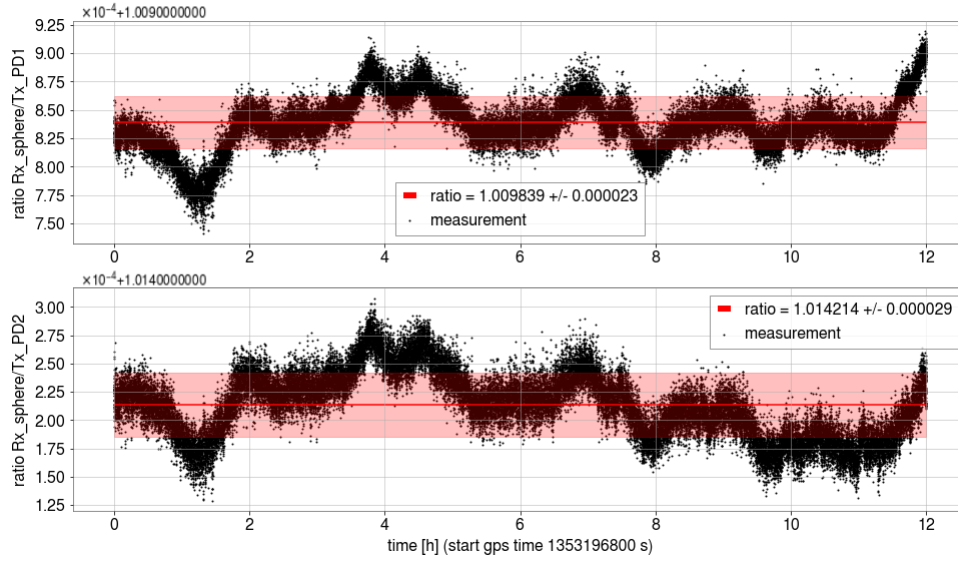 ×10⁻⁴+1.0090000000
ratio Rx_sphere/Tx_PD1
9.25
9.00
8.75
8.50
8.25
8.00
7.75
7.50
ratio = 1.009839 +/- 0.000023
measurement
0 2 4 6 8 10 12
×10⁻⁴+1.0140000000
ratio Rx_sphere/Tx_PD2
3.00
2.75
2.50
2.25
2.00
1.75
1.50
1.25
ratio = 1.014214 +/- 0.000029
measurement
0 2 4 6 8 10 12
time [h] (start gps time 1353196800 s)